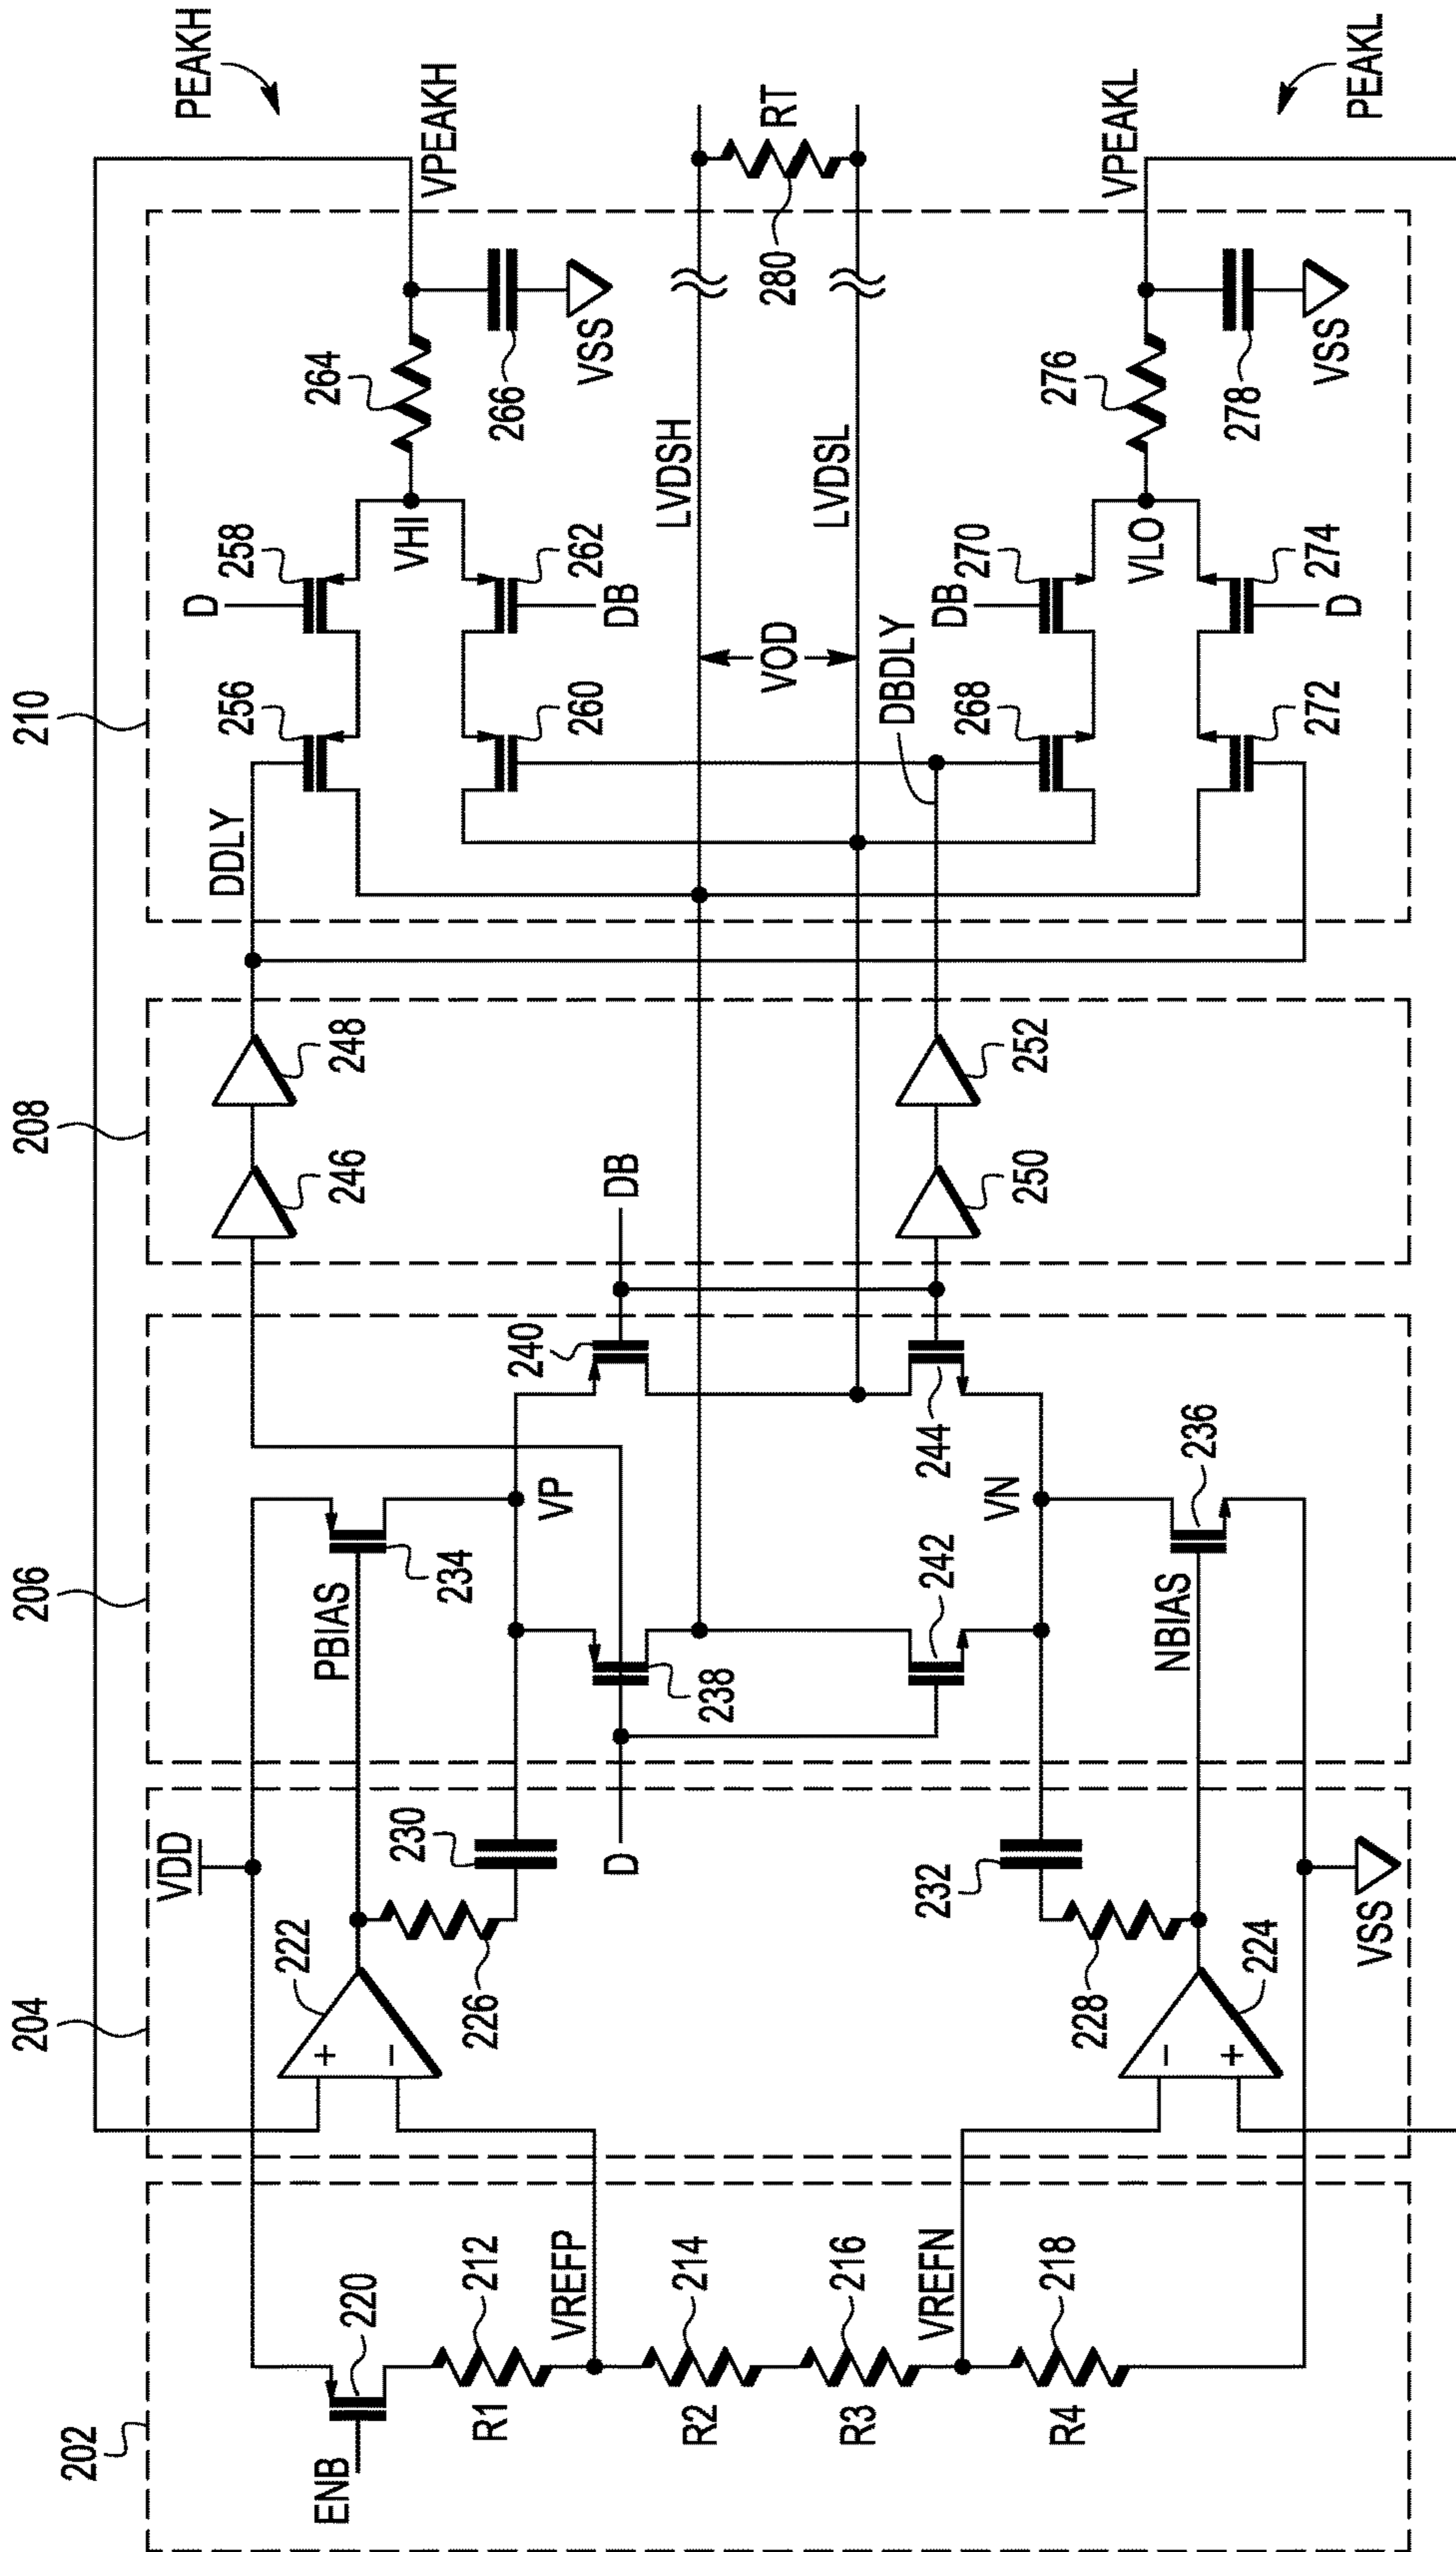 PEAKH
VPEAKH
RT
VPEAKL
PEAKL
210
264
266
VSS
280
276
278
VSS
LVDSH
LVDSL
D
258
VHI
262
DB
DB
270
VLO
274
D
256
260
VOD
DBDLY
268
272
DDLY
208
248
252
246
DB
250
206
240
244
236
VP
VN
234
242
PBIAS
238
NBIAS
204
VDD
230
D
232
VSS
222
+
−
226
228
224
−
+
202
220
212
VREFP
214
216
VREFN
218
ENB
R1
R2
R3
R4